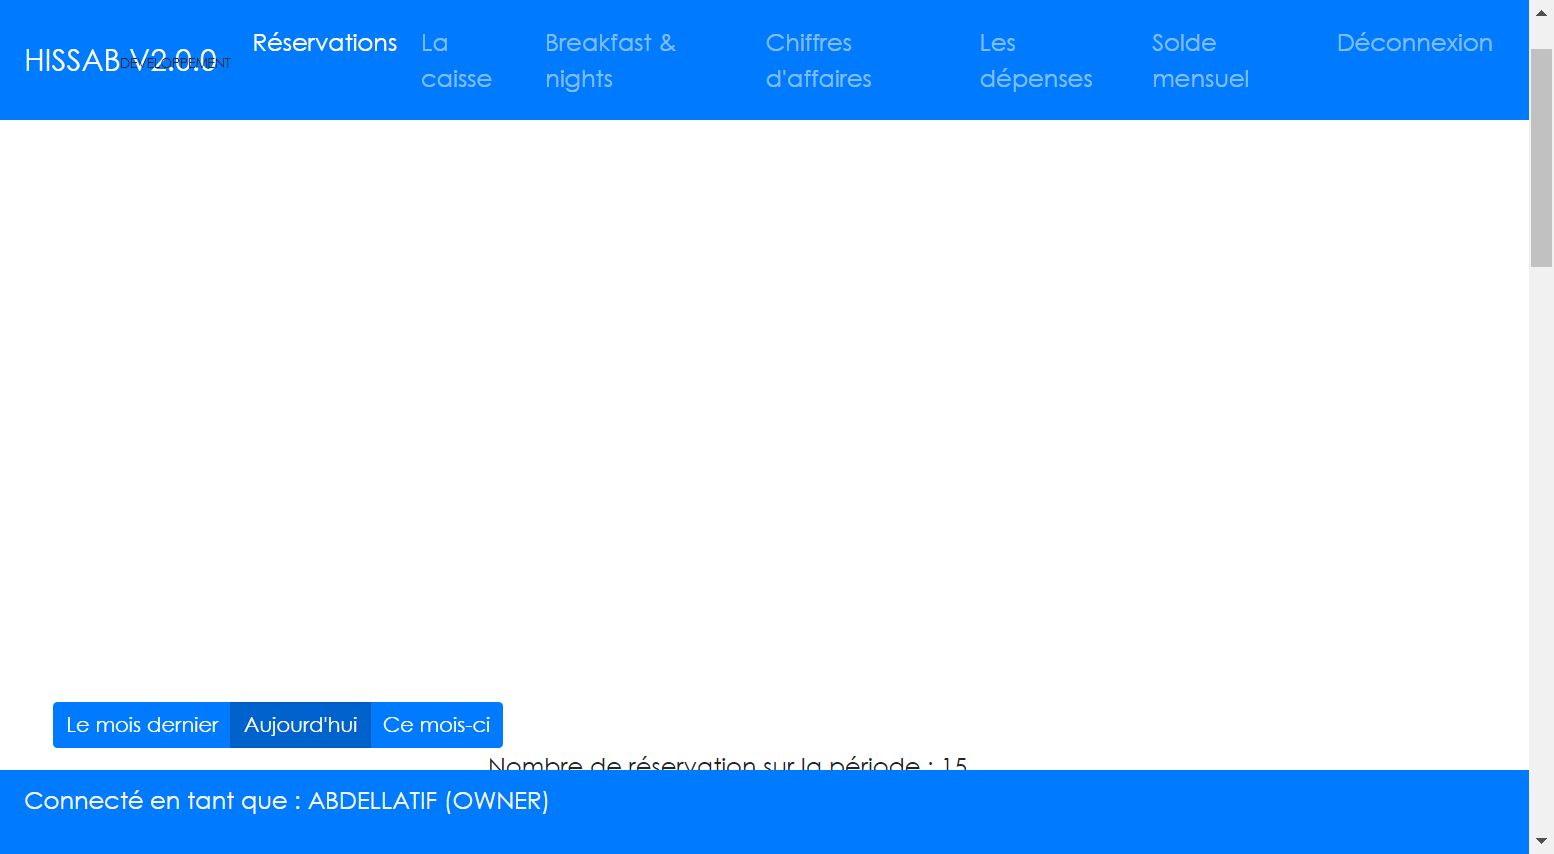 HISSAB V2.0.0
DEVELOPPEMENT
Réservations
La caisse
Breakfast & nights
Chiffres d'affaires
Les dépenses
Solde mensuel
Déconnexion
Le mois dernier
Aujourd'hui
Ce mois-ci
Nombre de réservation sur la période : 15
Connecté en tant que : ABDELLATIF (OWNER)